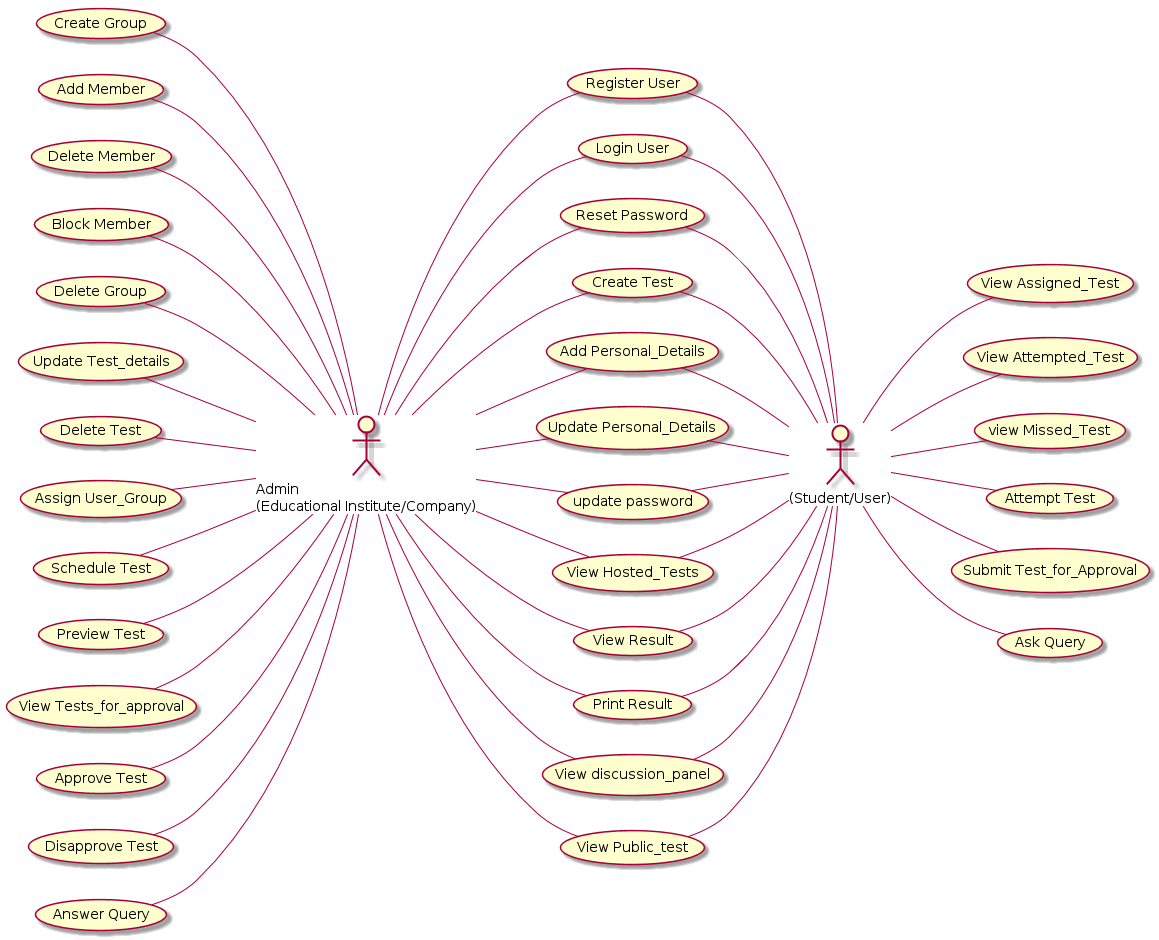 Create Group
Add Member
Delete Member
Block Member
Delete Group
Update Test_details
Delete Test
Assign User_Group
Schedule Test
Preview Test
View Tests_for_approval
Approve Test
Disapprove Test
Answer Query
Admin
(Educational Institute/Company)
Register User
Login User
Reset Password
Create Test
Add Personal_Details
Update Personal_Details
update password
View Hosted_Tests
View Result
Print Result
View discussion_panel
View Public_test
(Student/User)
View Assigned_Test
View Attempted_Test
view Missed_Test
Attempt Test
Submit Test_for_Approval
Ask Query